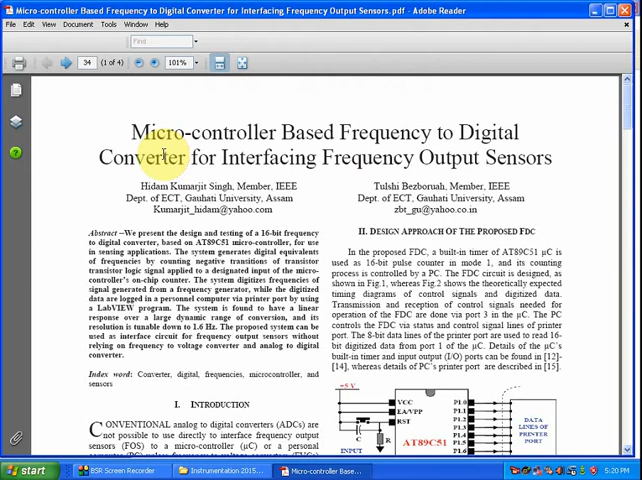 Micro-controller Based Frequency to Digital Converter for Interfacing Frequency Output Sensors.pdf - Adobe Reader
File Edit View Document Tools Window Help
Find
34 (1 of 4) 101%
Micro-controller Based Frequency to Digital
Converter for Interfacing Frequency Output Sensors
Hidam Kumarjit Singh, Member, IEEE
Dept. of ECT, Gauhati University, Assam
Kumarjit_hidam@yahoo.com
Tulshi Bezboruah, Member, IEEE
Dept. of ECT, Gauhati University, Assam
zbt_gu@yahoo.co.in
Abstract –We present the design and testing of a 16-bit frequency
to digital converter, based on AT89C51 micro-controller, for use
in sensing applications. The system generates digital equivalents
of frequencies by counting negative transitions of transistor
transistor logic signal applied to a designated input of the micro-
controller's on-chip counter. The system digitizes frequencies of
signal generated from a frequency generator, while the digitized
data are logged in a personnel computer via printer port by using
a LabVIEW program. The system is found to have a linear
response over a large dynamic range of conversion, and its
resolution is tunable down to 1.6 Hz. The proposed system can be
used as interface circuit for frequency output sensors without
relying on frequency to voltage converter and analog to digital
converter.
Index word: Converter, digital, frequencies, microcontroller, and
sensors
I. INTRODUCTION
CONVENTIONAL analog to digital converters (ADCs) are
not possible to use directly to interface frequency output
sensors (FOS) to a micro-controller (μC) or a personal
II. DESIGN APPROACH OF THE PROPOSED FDC
In the proposed FDC, a built-in timer of AT89C51 μC is
used as 16-bit pulse counter in mode 1, and its counting
process is controlled by a PC. The FDC circuit is designed, as
shown in Fig.1, whereas Fig.2 shows the theoretically expected
timing diagrams of control signals and digitized data.
Transmission and reception of control signals needed for
operation of the FDC are done via port 3 in the μC. The PC
controls the FDC via status and control signal lines of printer
port. The 8-bit data lines of the printer port are used to read 16-
bit digitized data from port 1 of the μC. Details of the μC's
built-in timer and input output (I/O) ports can be found in [12]-
[14], whereas details of PC's printer port are described in [15].
+5 V
VCC
EA/VPP
RST
C
R
INPUT
AT89C51
P1.0
P1.1
P1.2
P1.3
P1.4
P1.5
P1.6
DATA
LINES OF
PRINTER
PORT
start BSR Screen Recorder Instrumentation 2015... Micro-controller Base... 5:20 PM